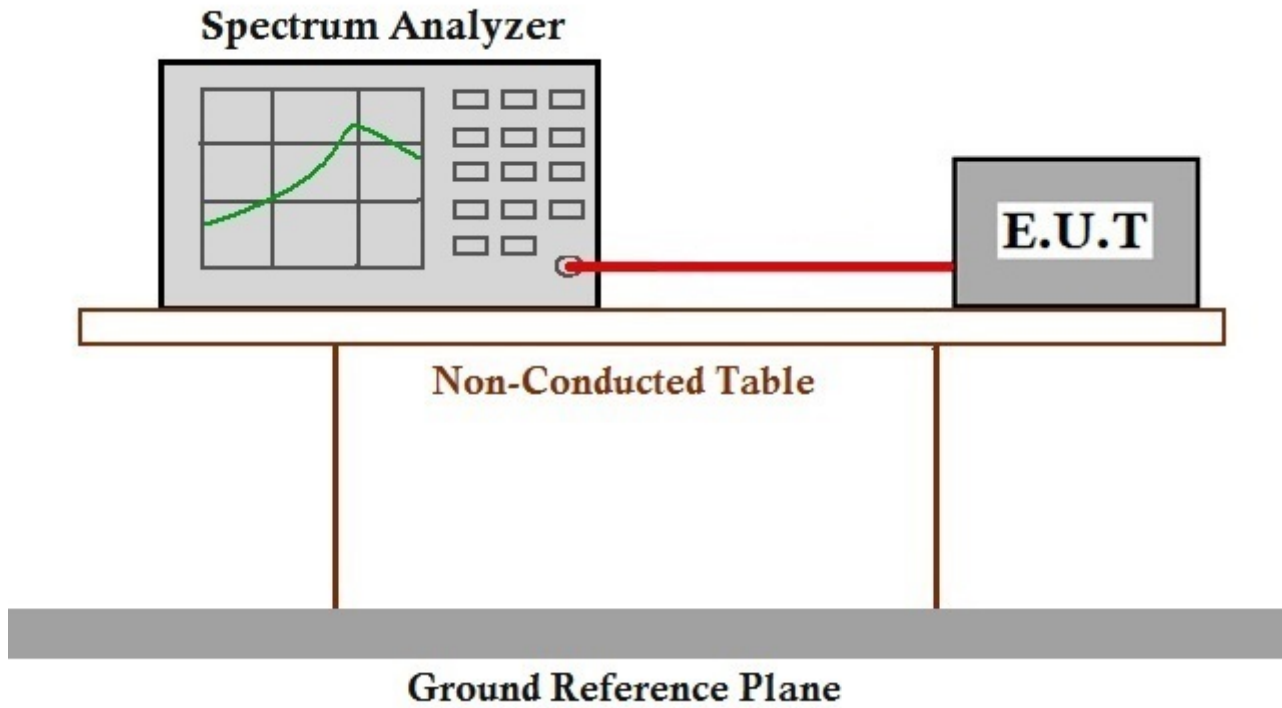 Spectrum Analyzer
E.U.T
Non-Conducted Table
Ground Reference Plane